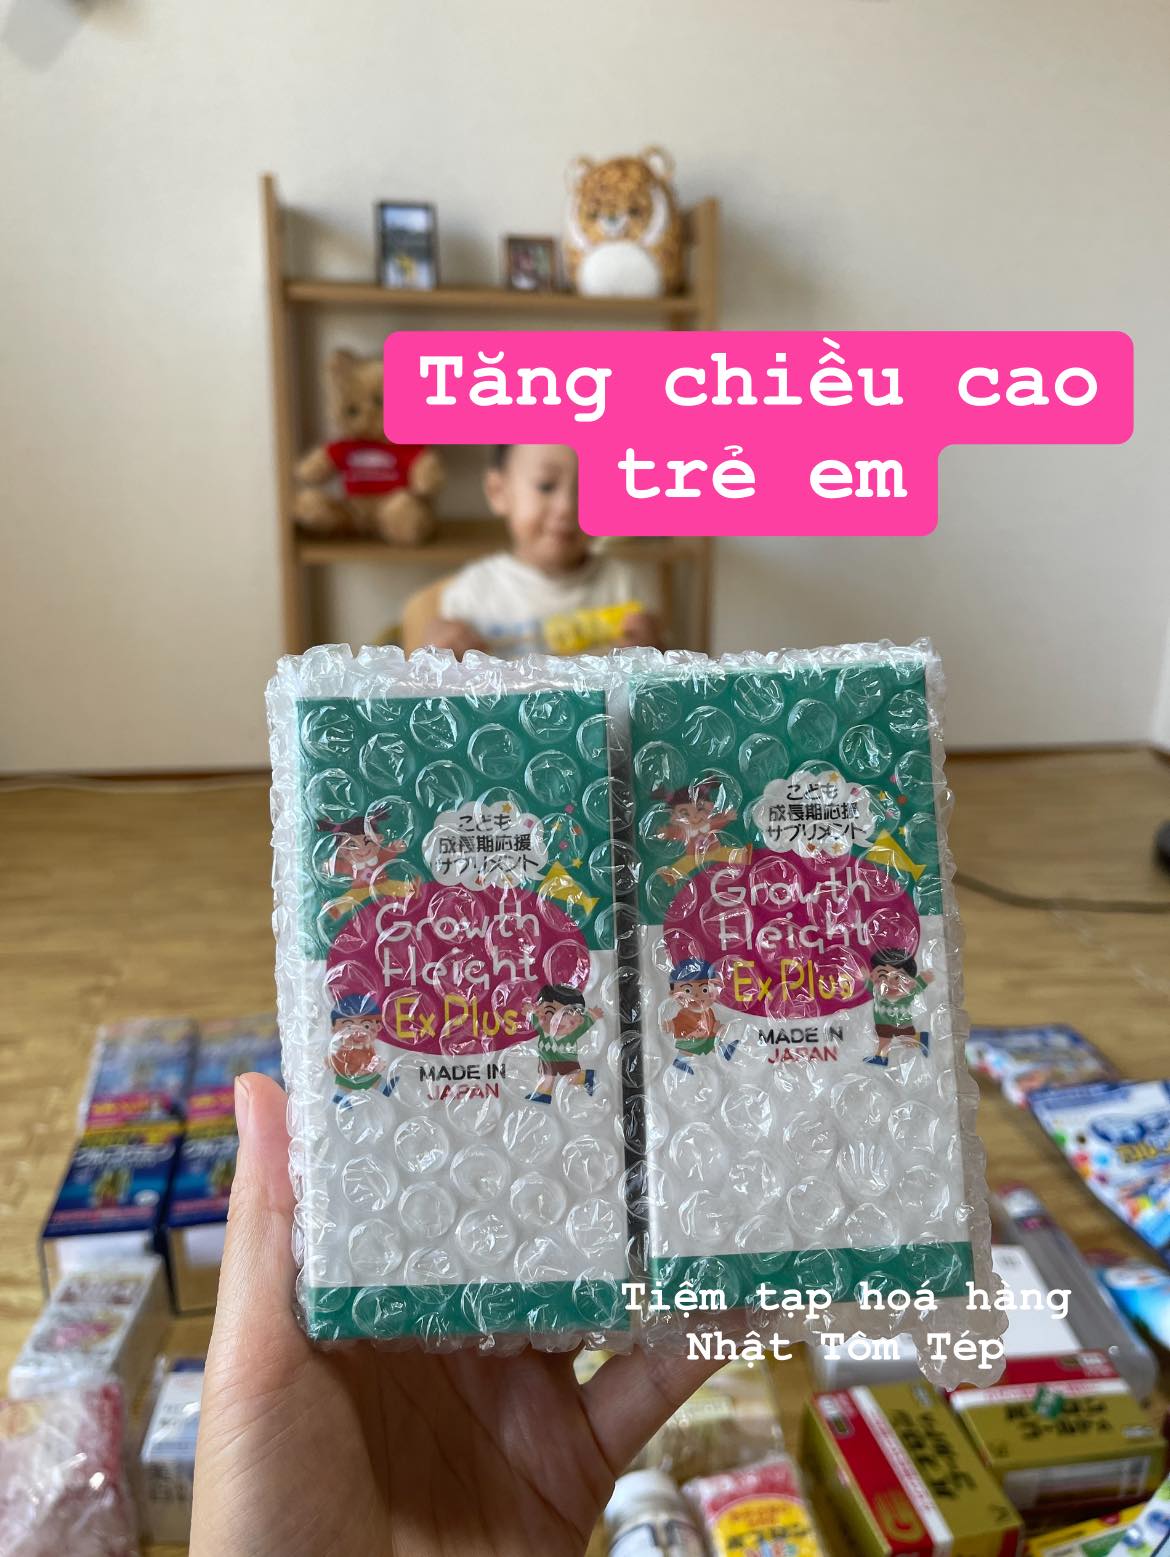 Tăng chiều cao
trẻ em
こども
成長期応援
サプリメント
Growth
Height
Ex Plus
MADE IN
JAPAN
こども
成長期応援
サプリメント
Growth
Height
Ex Plus
MADE IN
JAPAN
Tiệm tạp hoá hàng
Nhật Tôm Tép